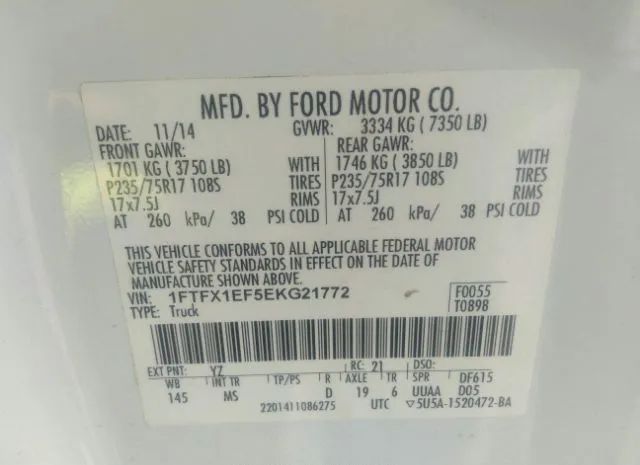 MFD. BY FORD MOTOR CO.
DATE: 11/14 GVWR: 3334 KG ( 7350 LB)
FRONT GAWR: REAR GAWR:
1701 KG ( 3750 LB) WITH 1746 KG ( 3850 LB) WITH
P235/75R17 108S TIRES P235/75R17 108S TIRES
17x7.5J RIMS 17x7.5J RIMS
AT 260 kPa/ 38 PSI COLD AT 260 kPa/ 38 PSI COLD
THIS VEHICLE CONFORMS TO ALL APPLICABLE FEDERAL MOTOR
VEHICLE SAFETY STANDARDS IN EFFECT ON THE DATE OF
MANUFACTURE SHOWN ABOVE.
VIN: 1FTFX1EF5EKG21772 F0055
TYPE: Truck T0898
EXT PNT: YZ RC: 21 DSO:
WB INT TR TP/PS R AXLE TR SPR DF615
145 MS D 19 6 UUAA D05
2201411086275 UTC ▽5U5A-1520472-BA